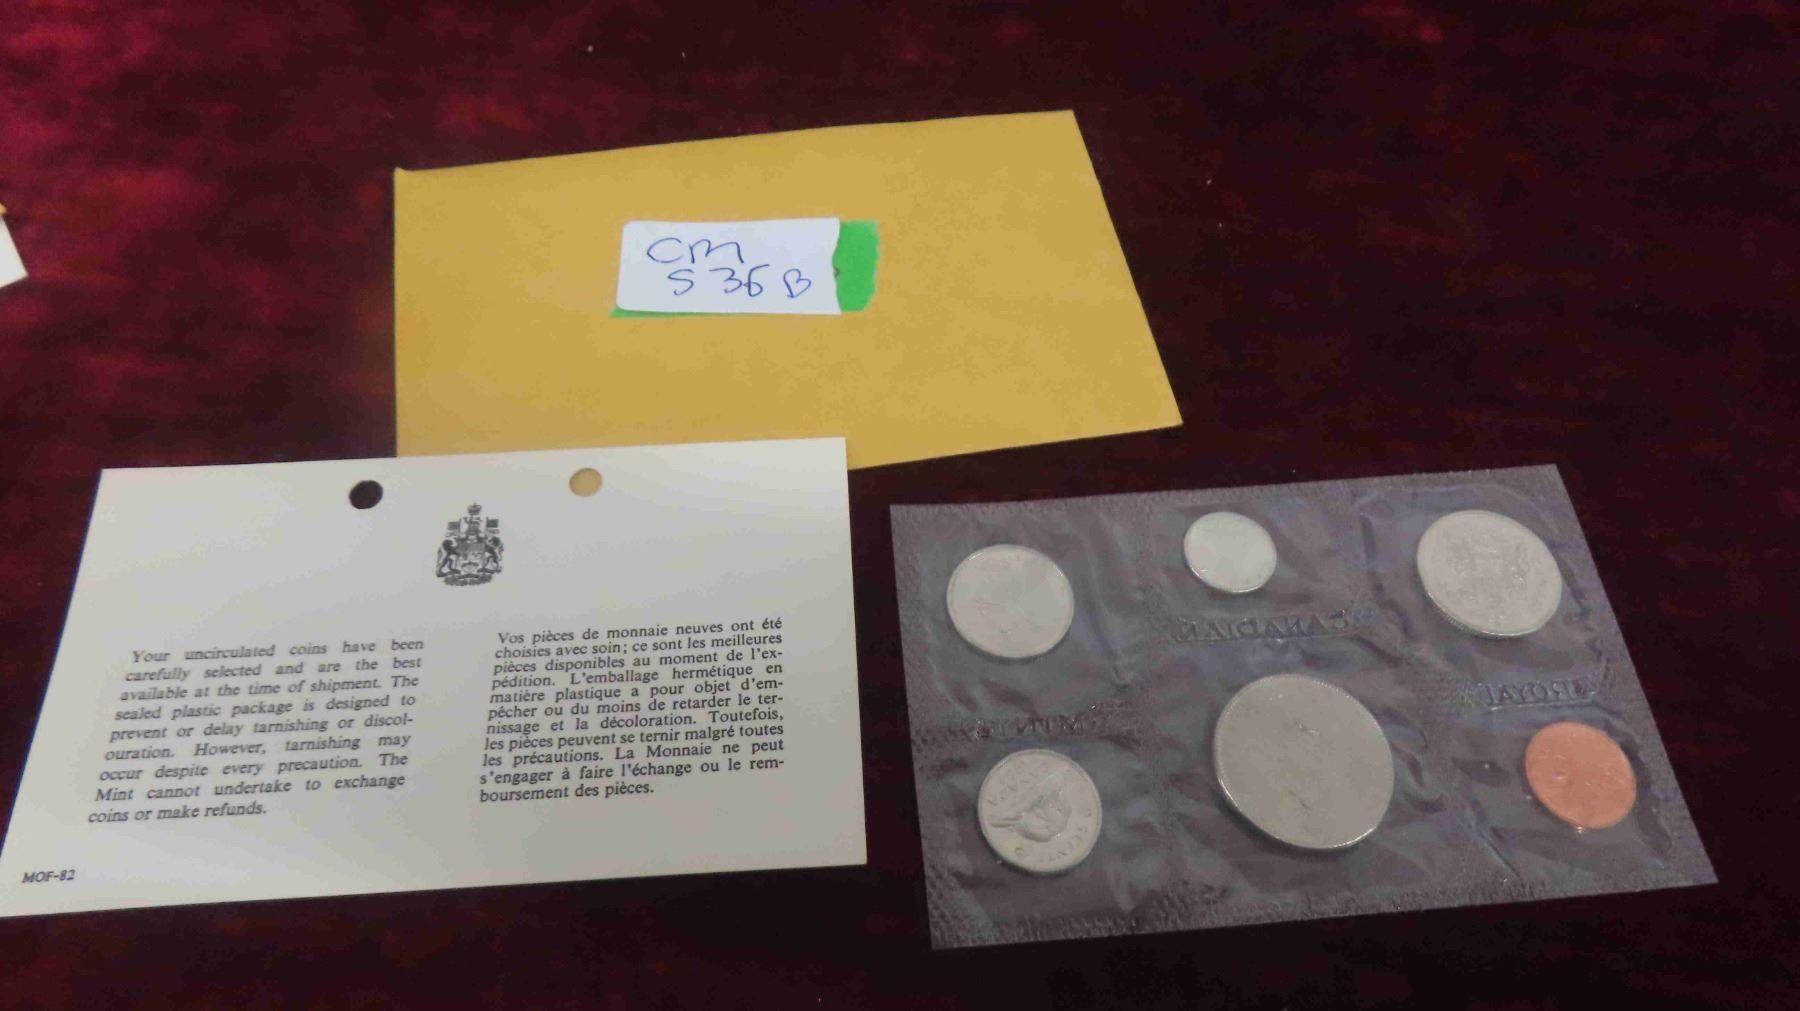 CM
S 36 B
Your uncirculated coins have been
carefully selected and are the best
available at the time of shipment. The
sealed plastic package is designed to
prevent or delay tarnishing or discol-
ouration. However, tarnishing may
occur despite every precaution. The
Mint cannot undertake to exchange
coins or make refunds.
Vos pièces de monnaie neuves ont été
choisies avec soin; ce sont les meilleures
pièces disponibles au moment de l'ex-
pédition. L'emballage hermétique en
matière plastique a pour objet d'em-
pêcher ou du moins de retarder le ter-
nissage et la décoloration. Toutefois,
les pièces peuvent se ternir malgré toutes
les précautions. La Monnaie ne peut
s'engager à faire l'échange ou le rem-
boursement des pièces.
MOF-82
CANADIAN
ROYAL
MINT
CANADA
5 CENTS